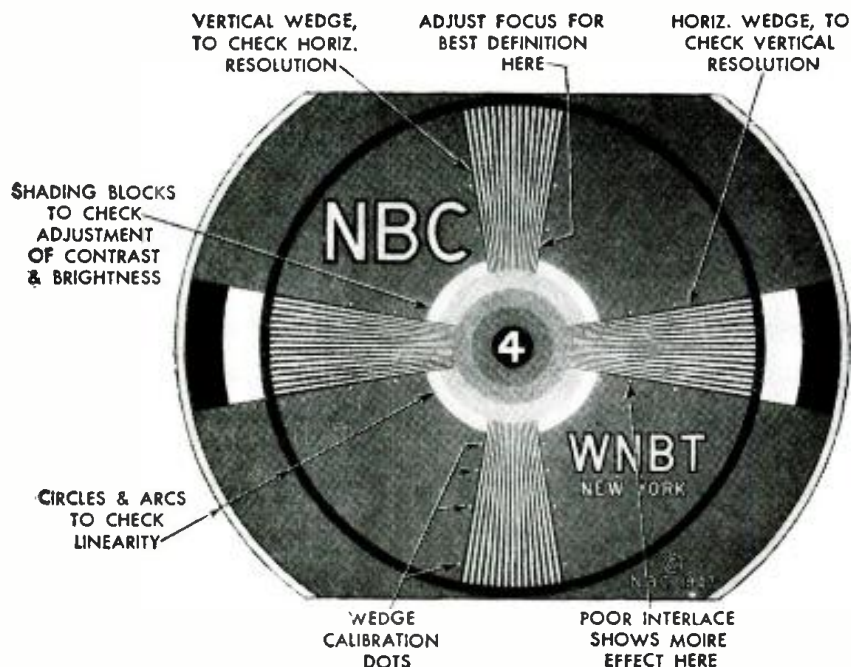 VERTICAL WEDGE,
TO CHECK HORIZ.
RESOLUTION
ADJUST FOCUS FOR
BEST DEFINITION
HERE
HORIZ. WEDGE, TO
CHECK VERTICAL
RESOLUTION
SHADING BLOCKS
TO CHECK
ADJUSTMENT
OF CONTRAST
& BRIGHTNESS
NBC
4
WNBT
NEW YORK
CIRCLES & ARCS
TO CHECK
LINEARITY
©
NBC
WEDGE
CALIBRATION
DOTS
POOR INTERLACE
SHOWS MOIRE
EFFECT HERE